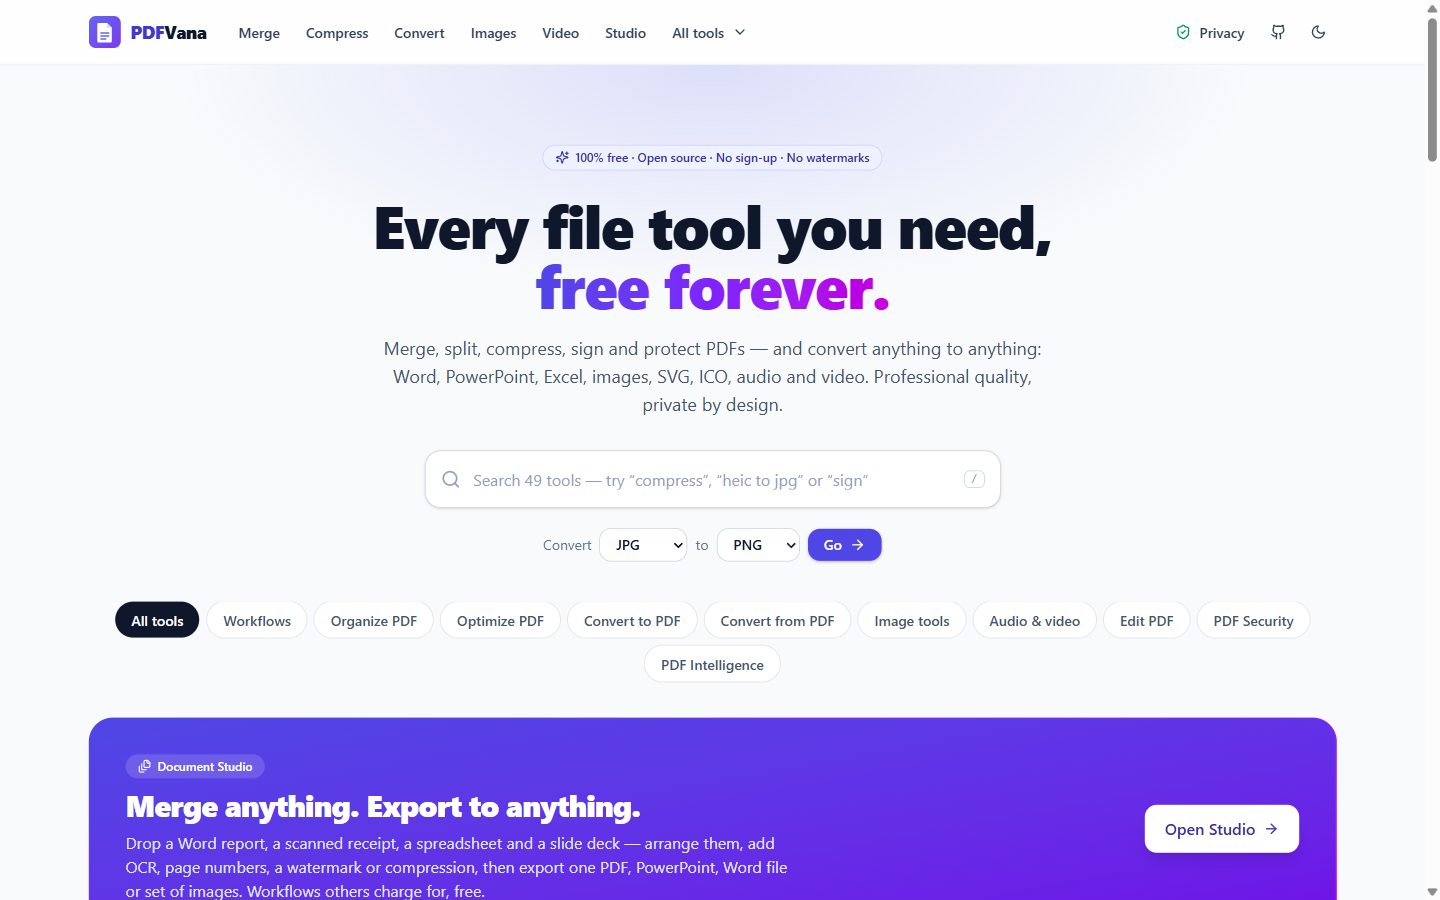 PDFVana
Merge
Compress
Convert
Images
Video
Studio
All tools
Privacy
100% free · Open source · No sign-up · No watermarks
Every file tool you need,
free forever.
Merge, split, compress, sign and protect PDFs — and convert anything to anything:
Word, PowerPoint, Excel, images, SVG, ICO, audio and video. Professional quality,
private by design.
Search 49 tools — try “compress”, “heic to jpg” or “sign”
/
Convert JPG to PNG Go
All tools
Workflows
Organize PDF
Optimize PDF
Convert to PDF
Convert from PDF
Image tools
Audio & video
Edit PDF
PDF Security
PDF Intelligence
Document Studio
Merge anything. Export to anything.
Drop a Word report, a scanned receipt, a spreadsheet and a slide deck — arrange them, add
OCR, page numbers, a watermark or compression, then export one PDF, PowerPoint, Word file
or set of images. Workflows others charge for, free.
Open Studio